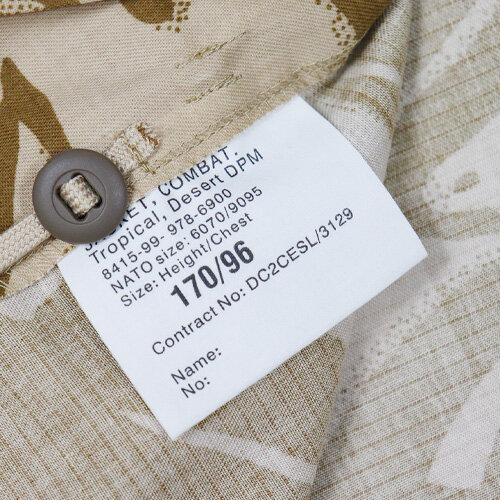 JACKET, COMBAT,
Tropical, Desert DPM
8415-99-978-6900
NATO size: 6070/9095
Size: Height/Chest
170/96
Contract No: DC2CESL/3129
Name:
No: